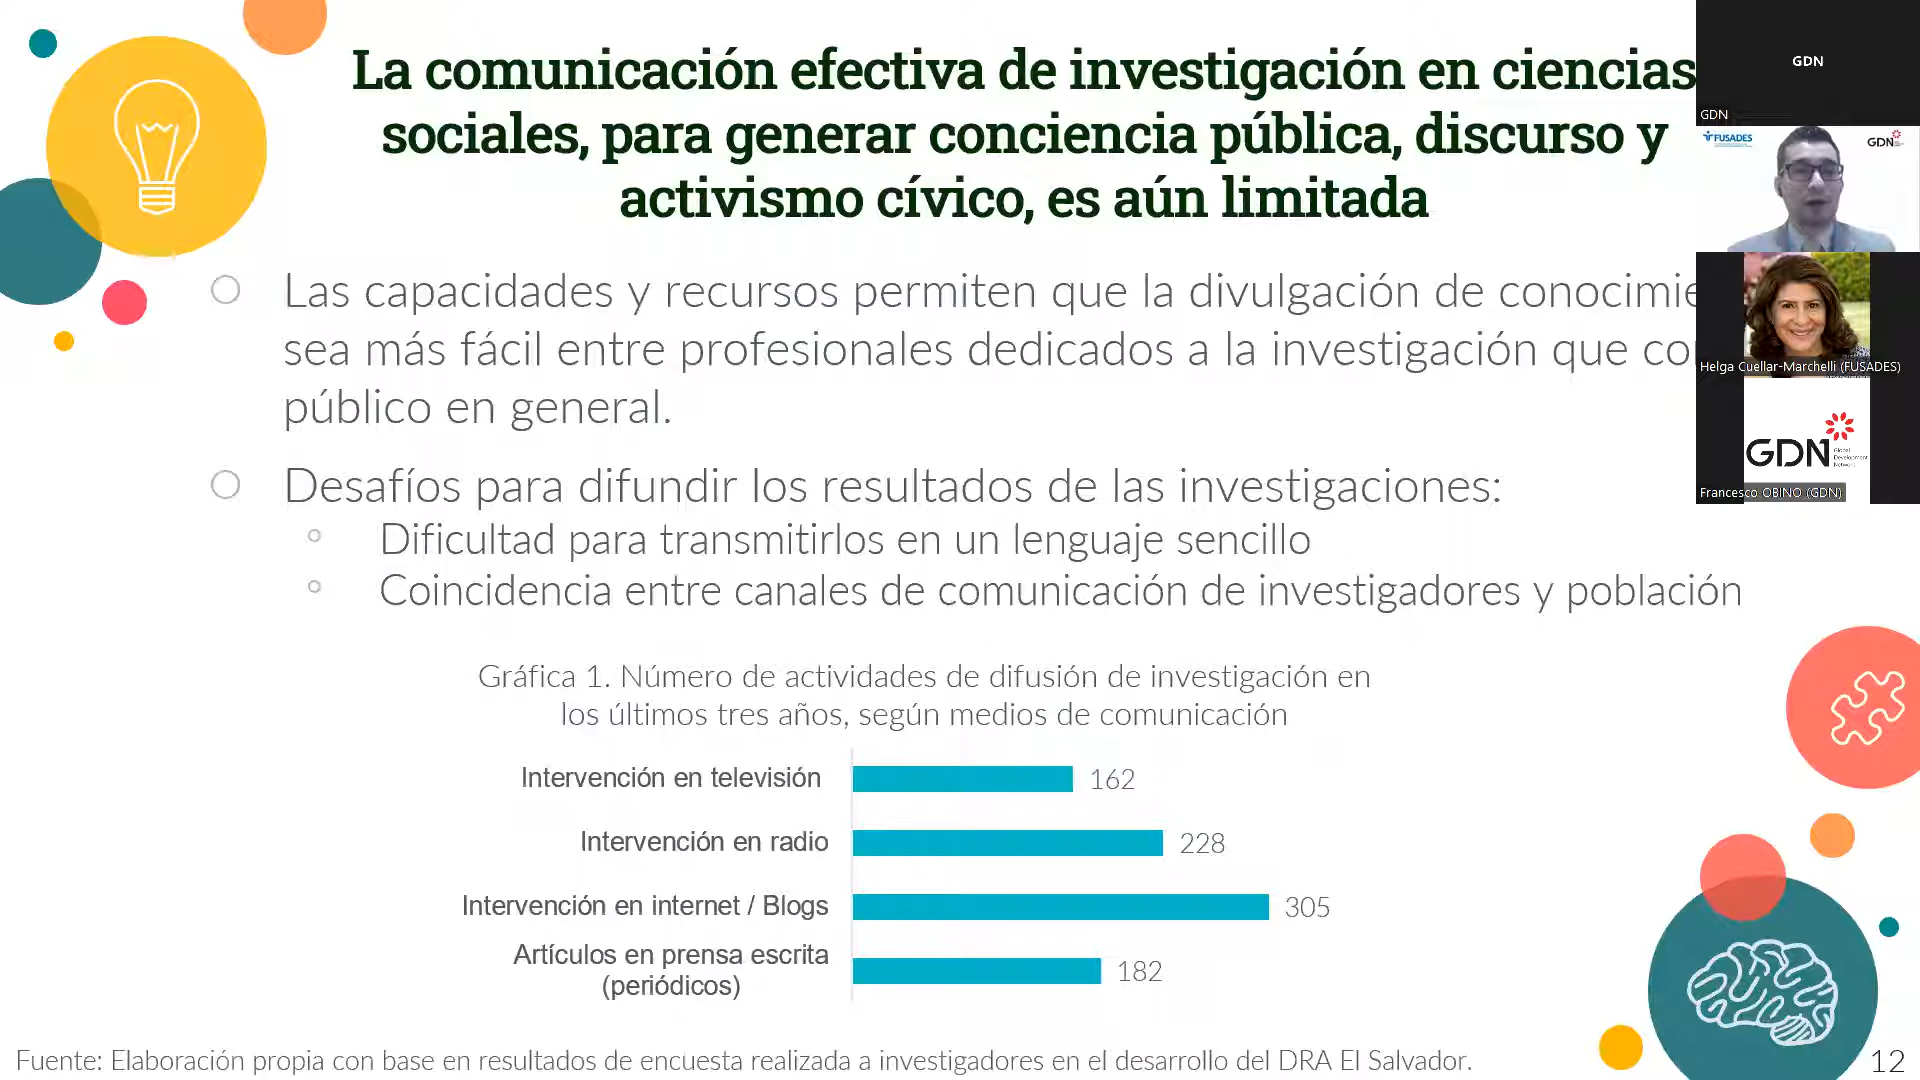 La comunicación efectiva de investigación en ciencias
sociales, para generar conciencia pública, discurso y
activismo cívico, es aún limitada
Las capacidades y recursos permiten que la divulgación de
sea más fácil entre profesionales dedicados a la investigación que
público en general.
Desafíos para difundir los resultados de las investigaciones:
Dificultad para transmitirlos en un lenguaje sencillo
Coincidencia entre canales de comunicación de investigadores y población
Gráfica 1. Número de actividades de difusión de investigación en
los últimos tres años, según medios de comunicación
Intervención en televisión 162
Intervención en radio 228
Intervención en internet / Blogs 305
Artículos en prensa escrita
(periódicos) 182
Fuente: Elaboración propia con base en resultados de encuesta realizada a investigadores en el desarrollo del DRA El Salvador.
12
GDN
GDN
FUSADES
GDN
Helga Cuellar-Marchelli (FUSADES)
GDN
Global
Development
Network
Francesco OBINO (GDN)